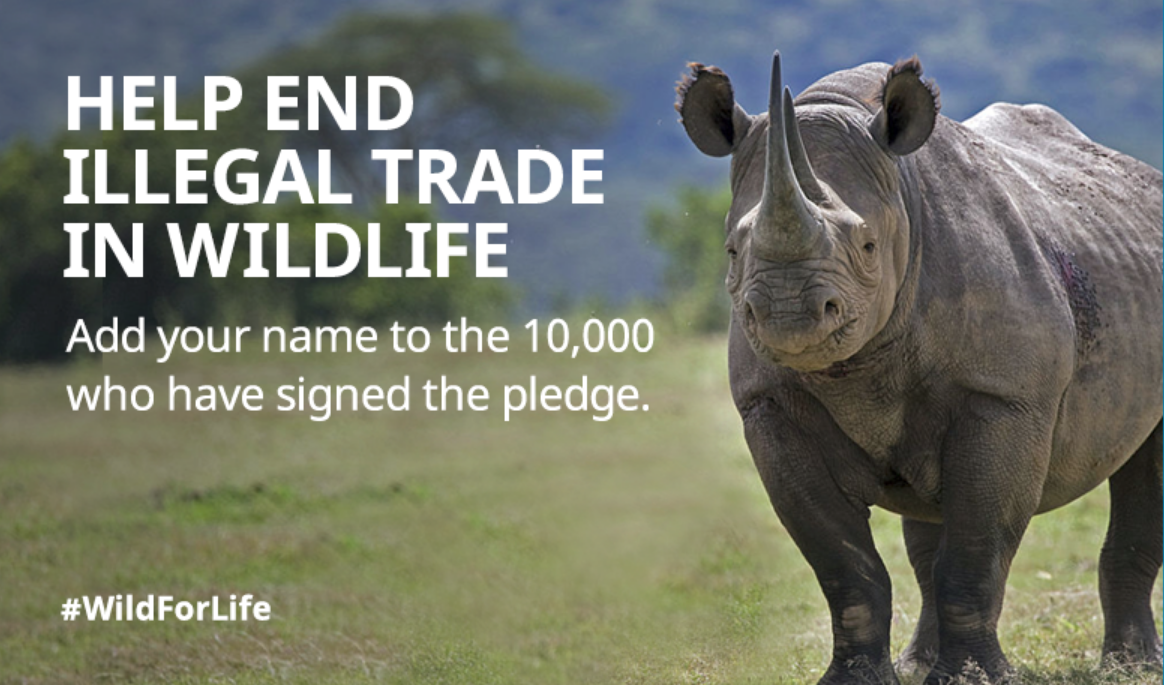 HELP END
ILLEGAL TRADE
IN WILDLIFE
Add your name to the 10,000
who have signed the pledge.
#WildForLife